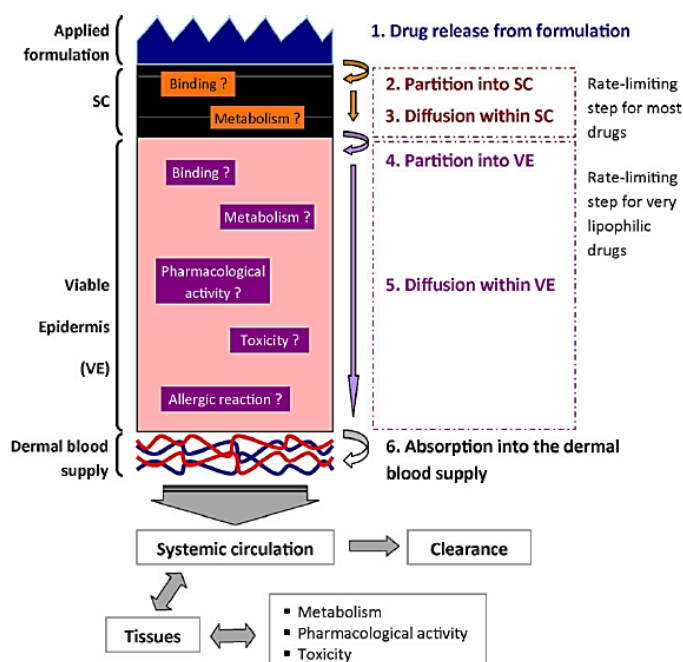 Applied
formulation
1. Drug release from formulation
SC
Binding ?
Metabolism ?
2. Partition into SC
3. Diffusion within SC
Rate-limiting
step for most
drugs
Viable
Epidermis
(VE)
Binding ?
Metabolism ?
Pharmacological
activity ?
Toxicity ?
Allergic reaction ?
4. Partition into VE
5. Diffusion within VE
Rate-limiting
step for very
lipophilic
drugs
Dermal blood
supply
6. Absorption into the dermal
blood supply
Systemic circulation
Clearance
Tissues
▪ Metabolism
▪ Pharmacological activity
▪ Toxicity